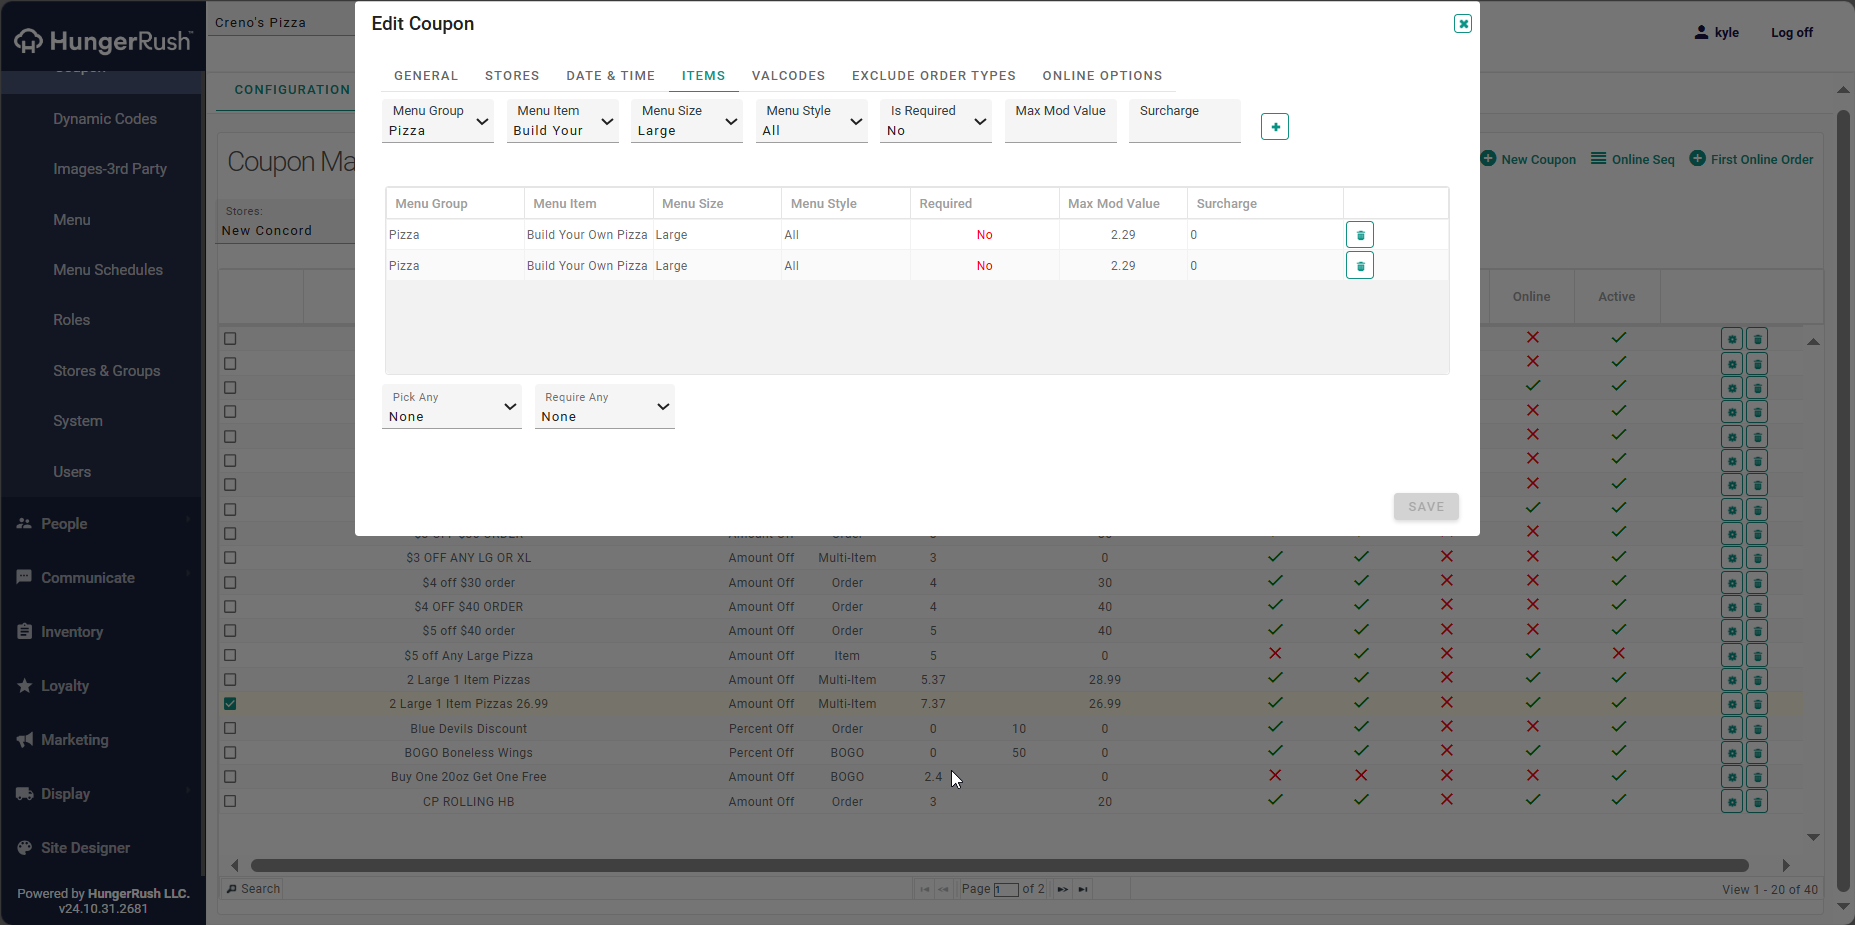 HungerRush™
Creno's Pizza
kyle
Log off
Coupon
Dynamic Codes
Images-3rd Party
Menu
Menu Schedules
Roles
Stores & Groups
System
Users
People
Communicate
Inventory
Loyalty
Marketing
Display
Site Designer
Powered by HungerRush LLC.
v24.10.31.2681
CONFIGURATION
Coupon Ma
Stores:
New Concord
New Coupon
Online Seq
First Online Order
Edit Coupon
GENERAL STORES DATE & TIME ITEMS VALCODES EXCLUDE ORDER TYPES ONLINE OPTIONS
Menu Group Menu Item Menu Size Menu Style Is Required Max Mod Value Surcharge
Pizza Build Your Large All No
Menu Group Menu Item Menu Size Menu Style Required Max Mod Value Surcharge
Pizza Build Your Own Pizza Large All No 2.29 0
Pizza Build Your Own Pizza Large All No 2.29 0
Pick Any Require Any
None None
SAVE
Online Active
$3 OFF ANY LG OR XL Amount Off Multi-Item 3 0
$4 off $30 order Amount Off Order 4 30
$4 OFF $40 ORDER Amount Off Order 4 40
$5 off $40 order Amount Off Order 5 40
$5 off Any Large Pizza Amount Off Item 5 0
2 Large 1 Item Pizzas Amount Off Multi-Item 5.37 28.99
2 Large 1 Item Pizzas 26.99 Amount Off Multi-Item 7.37 26.99
Blue Devils Discount Percent Off Order 0 10 0
BOGO Boneless Wings Percent Off BOGO 0 50 0
Buy One 20oz Get One Free Amount Off BOGO 2.4 0
CP ROLLING HB Amount Off Order 3 20
Search
Page 1 of 2
View 1 - 20 of 40